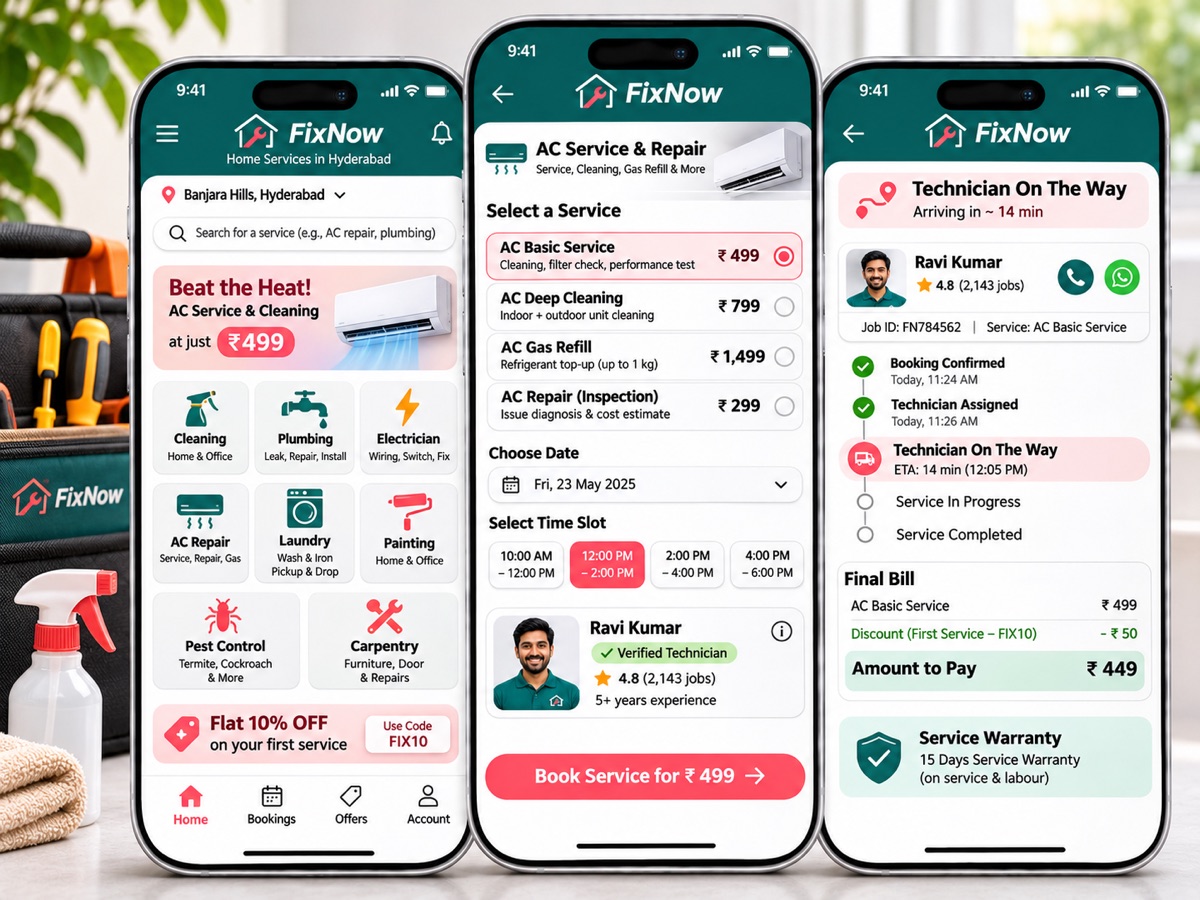 9:41
FixNow
Home Services in Hyderabad
Banjara Hills, Hyderabad
Search for a service (e.g., AC repair, plumbing)
Beat the Heat!
AC Service & Cleaning
at just ₹499
Cleaning
Home & Office
Plumbing
Leak, Repair, Install
Electrician
Wiring, Switch, Fix
AC Repair
Service, Repair, Gas
Laundry
Wash & Iron
Pickup & Drop
Painting
Home & Office
Pest Control
Termite, Cockroach
& More
Carpentry
Furniture, Door
& Repairs
Flat 10% OFF
on your first service
Use Code
FIX10
Home
Bookings
Offers
Account
FixNow
9:41
FixNow
AC Service & Repair
Service, Cleaning, Gas Refill & More
Select a Service
AC Basic Service
Cleaning, filter check, performance test
₹ 499
AC Deep Cleaning
Indoor + outdoor unit cleaning
₹ 799
AC Gas Refill
Refrigerant top-up (up to 1 kg)
₹ 1,499
AC Repair (Inspection)
Issue diagnosis & cost estimate
₹ 299
Choose Date
Fri, 23 May 2025
Select Time Slot
10:00 AM
– 12:00 PM
12:00 PM
– 2:00 PM
2:00 PM
– 4:00 PM
4:00 PM
– 6:00 PM
Ravi Kumar
Verified Technician
4.8 (2,143 jobs)
5+ years experience
Book Service for ₹ 499 →
9:41
FixNow
Technician On The Way
Arriving in ~ 14 min
Ravi Kumar
4.8 (2,143 jobs)
Job ID: FN784562 | Service: AC Basic Service
Booking Confirmed
Today, 11:24 AM
Technician Assigned
Today, 11:26 AM
Technician On The Way
ETA: 14 min (12:05 PM)
Service In Progress
Service Completed
Final Bill
AC Basic Service ₹ 499
Discount (First Service – FIX10) - ₹ 50
Amount to Pay ₹ 449
Service Warranty
15 Days Service Warranty
(on service & labour)